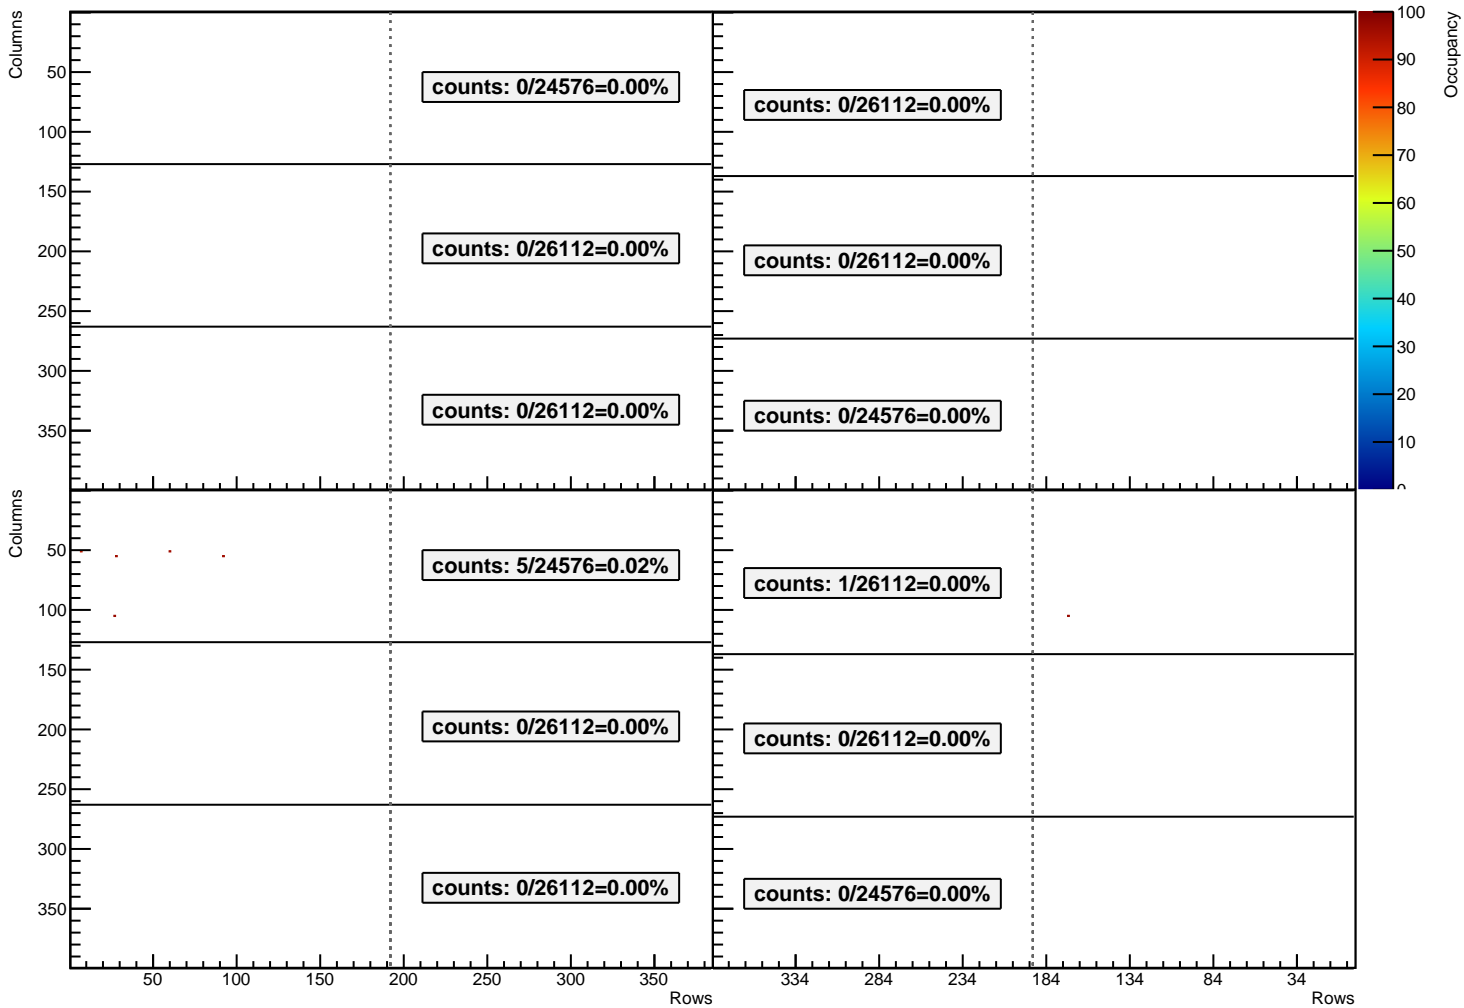 Columns
50
100
150
200
250
300
350
counts: 0/24576=0.00%
counts: 0/26112=0.00%
counts: 0/26112=0.00%
counts: 0/26112=0.00%
counts: 0/26112=0.00%
counts: 0/24576=0.00%
100
90
80
70
60
50
40
30
20
10
0
Occupancy
Columns
50
100
150
200
250
300
350
counts: 5/24576=0.02%
counts: 0/26112=0.00%
counts: 0/26112=0.00%
50 100 150 200 250 300 350
Rows
counts: 1/26112=0.00%
counts: 0/26112=0.00%
counts: 0/24576=0.00%
334 284 234 184 134 84 34
Rows